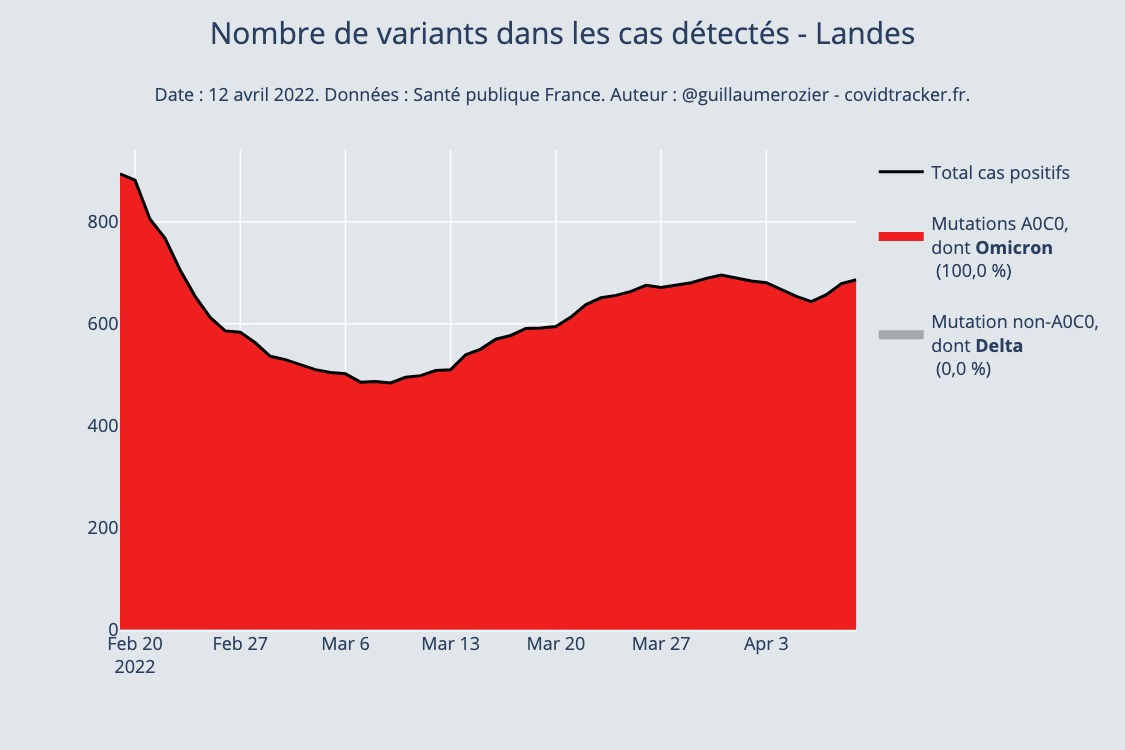 Nombre de variants dans les cas détectés - Landes
Date : 12 avril 2022. Données : Santé publique France. Auteur : @guillaumerozier - covidtracker.fr.
Total cas positifs
Mutations A0C0,
dont Omicron
(100,0 %)
Mutation non-A0C0,
dont Delta
(0,0 %)
800
600
400
200
0
Feb 20
2022
Feb 27
Mar 6
Mar 13
Mar 20
Mar 27
Apr 3